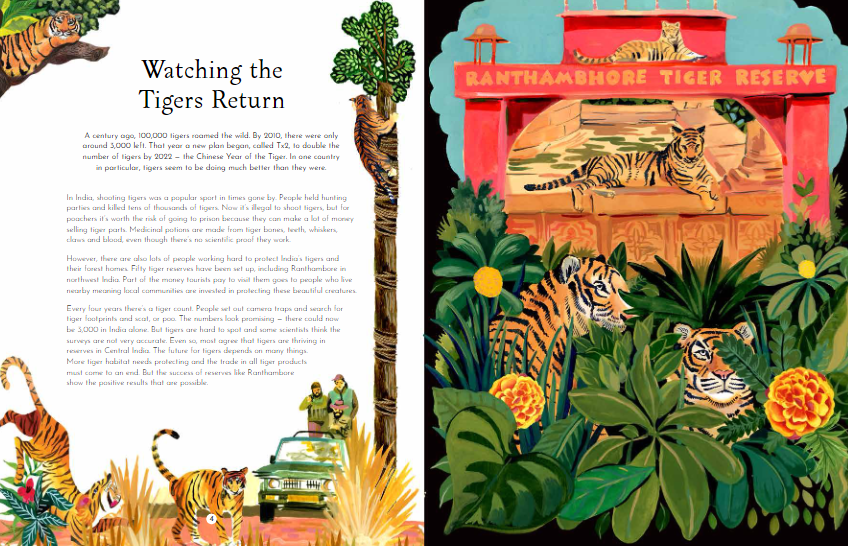 Watching the
Tigers Return
A century ago, 100,000 tigers roamed the wild. By 2010, there were only
around 3,000 left. That year a new plan began, called Tx2, to double the
number of tigers by 2022 – the Chinese Year of the Tiger. In one country
in particular, tigers seem to be doing much better than they were.
In India, shooting tigers was a popular sport in times gone by. People held hunting
parties and killed tens of thousands of tigers. Now it's illegal to shoot tigers, but for
poachers it's worth the risk of going to prison because they can make a lot of money
selling tiger parts. Medicinal potions are made from tiger bones, teeth, whiskers,
claws and blood, even though there's no scientific proof they work.
However, there are also lots of people working hard to protect India's tigers and
their forest homes. Fifty tiger reserves have been set up, including Ranthambore in
northwest India. Part of the money tourists pay to visit them goes to people who live
nearby meaning local communities are invested in protecting these beautiful creatures.
Every four years there's a tiger count. People set out camera traps and search for
tiger footprints and scat, or poo. The numbers look promising – there could now
be 3,000 in India alone. But tigers are hard to spot and some scientists think the
surveys are not very accurate. Even so, most agree that tigers are thriving in
reserves in Central India. The future for tigers depends on many things.
More tiger habitat needs protecting and the trade in all tiger products
must come to an end. But the success of reserves like Ranthambore
show the positive results that are possible.
4
RANTHAMBHORE TIGER RESERVE